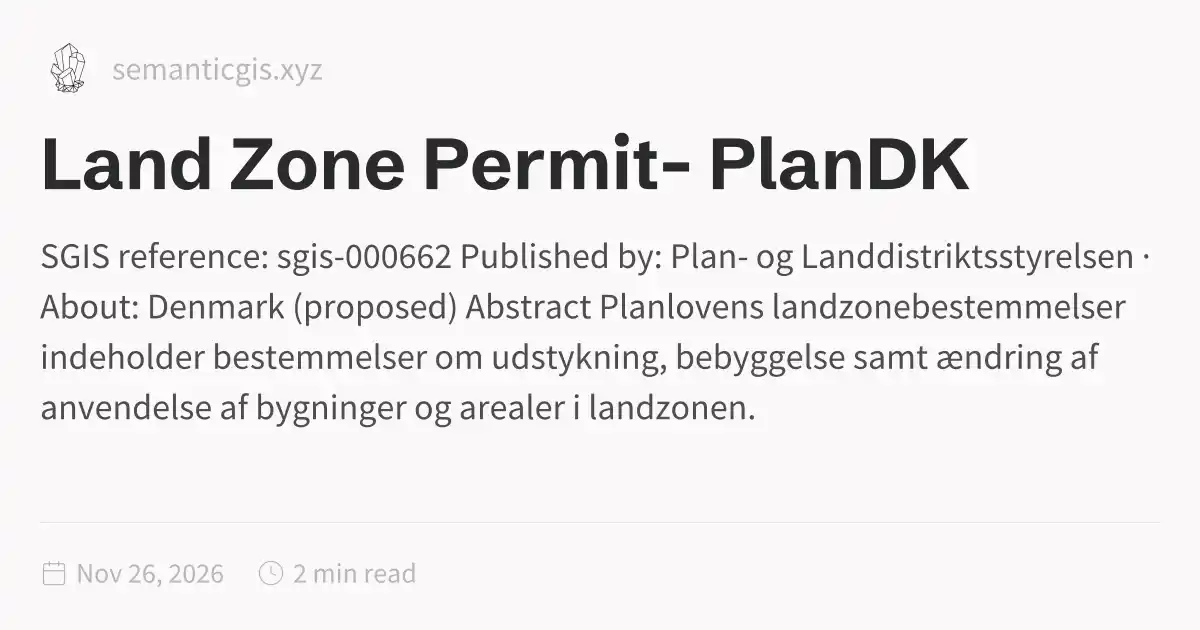 semanticgis.xyz
Land Zone Permit- PlanDK
SGIS reference: sgis-000662 Published by: Plan- og Landdistriktsstyrelsen ·
About: Denmark (proposed) Abstract Planlovens landzonebestemmelser
indeholder bestemmelser om udstykning, bebyggelse samt ændring af
anvendelse af bygninger og arealer i landzonen.
Nov 26, 2026 2 min read